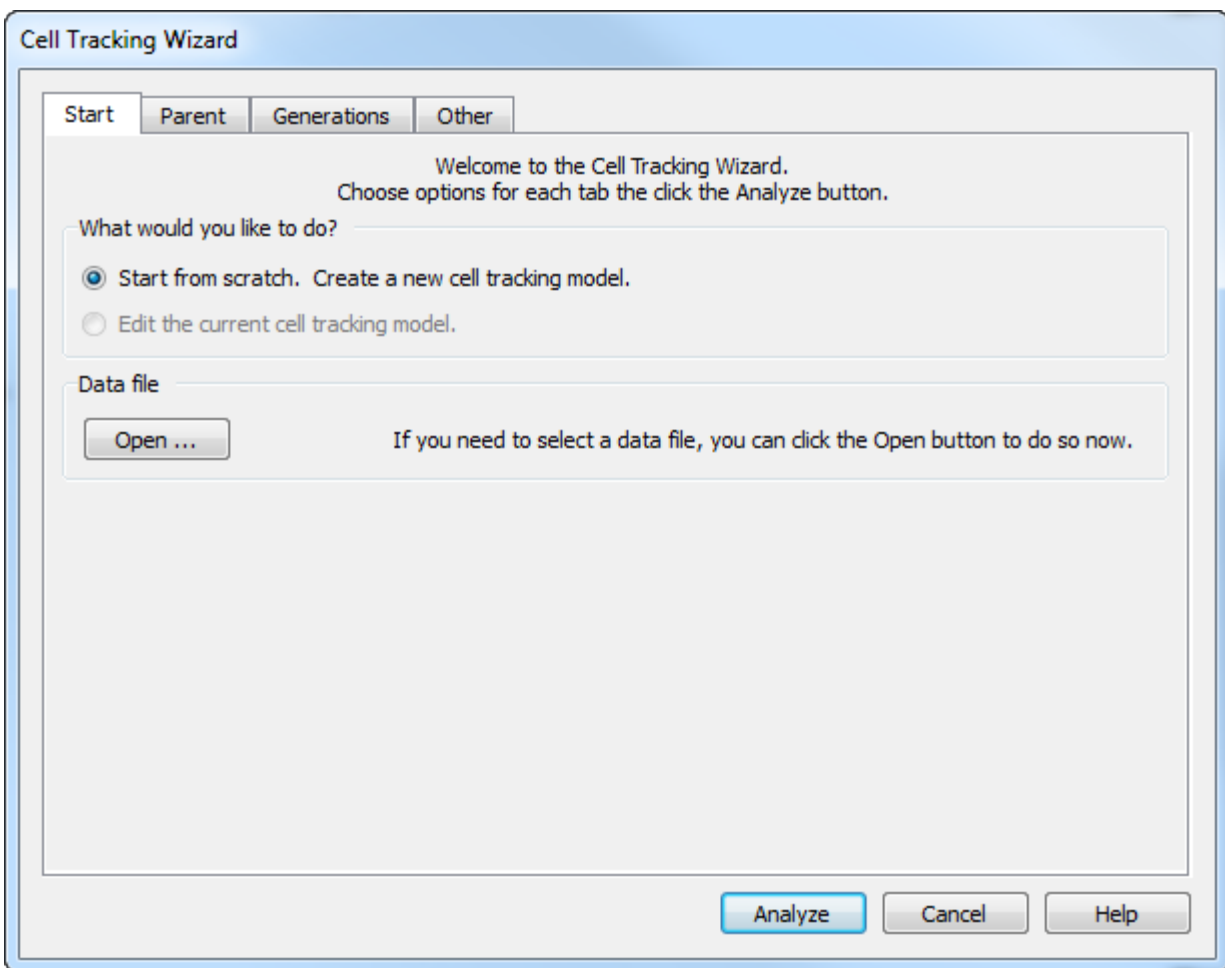 Cell Tracking Wizard
Start Parent Generations Other
Welcome to the Cell Tracking Wizard.
Choose options for each tab the click the Analyze button.
What would you like to do?
Start from scratch.  Create a new cell tracking model.
Edit the current cell tracking model.
Data file
Open ... If you need to select a data file, you can click the Open button to do so now.
Analyze Cancel Help